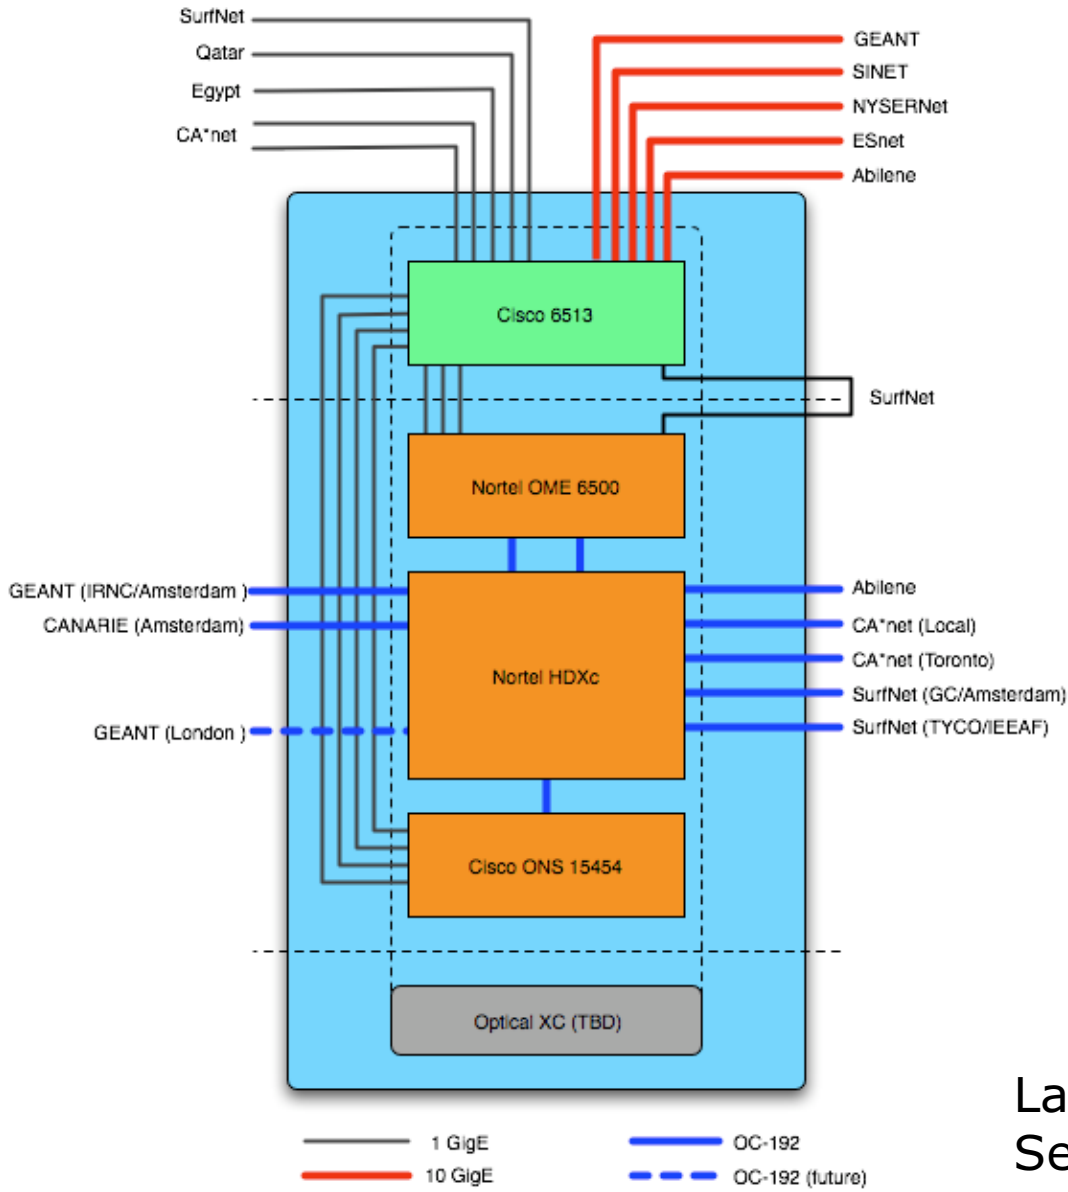 SurfNet
Qatar
Egypt
CA*net
GEANT
SINET
NYSERNet
ESnet
Abilene
Cisco 6513
SurfNet
Nortel OME 6500
GEANT (IRNC/Amsterdam )
CANARIE (Amsterdam)
GEANT (London )
Nortel HDXc
Abilene
CA*net (Local)
CA*net (Toronto)
SurfNet (GC/Amsterdam)
SurfNet (TYCO/IEEAF)
Cisco ONS 15454
Optical XC (TBD)
La
Se
1 GigE
OC-192
10 GigE
OC-192 (future)